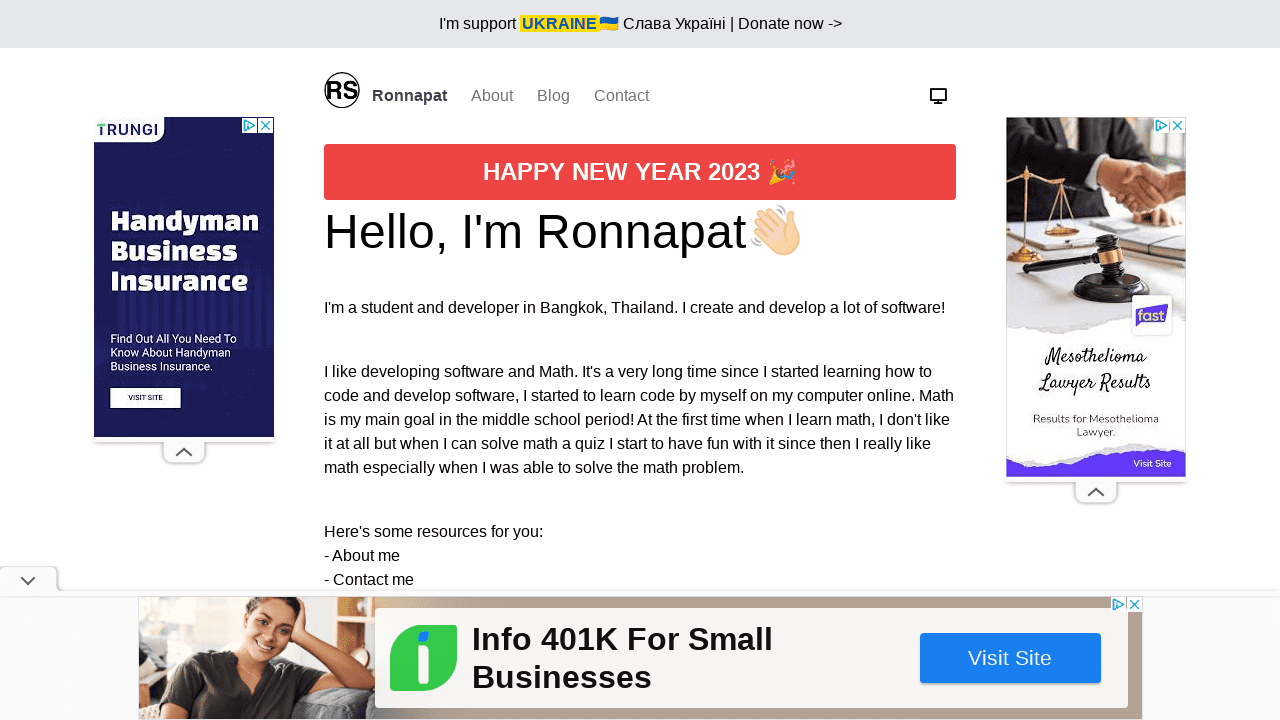 I'm support UKRAINE🇺🇦 Слава Україні | Donate now ->
RS Ronnapat About Blog Contact
HAPPY NEW YEAR 2023 🎉
Hello, I'm Ronnapat👋🏻
I'm a student and developer in Bangkok, Thailand. I create and develop a lot of software!
I like developing software and Math. It's a very long time since I started learning how to
code and develop software, I started to learn code by myself on my computer online. Math
is my main goal in the middle school period! At the first time when I learn math, I don't like
it at all but when I can solve math a quiz I start to have fun with it since then I really like
math especially when I was able to solve the math problem.
Here's some resources for you:
- About me
- Contact me
TRUNGI
Handyman
Business
Insurance
Find Out All You Need To
Know About Handyman
Business Insurance.
VISIT SITE
fast
Mesothelioma
Lawyer Results
Results for Mesothelioma
Lawyer.
Visit Site
Info 401K For Small
Businesses
Visit Site